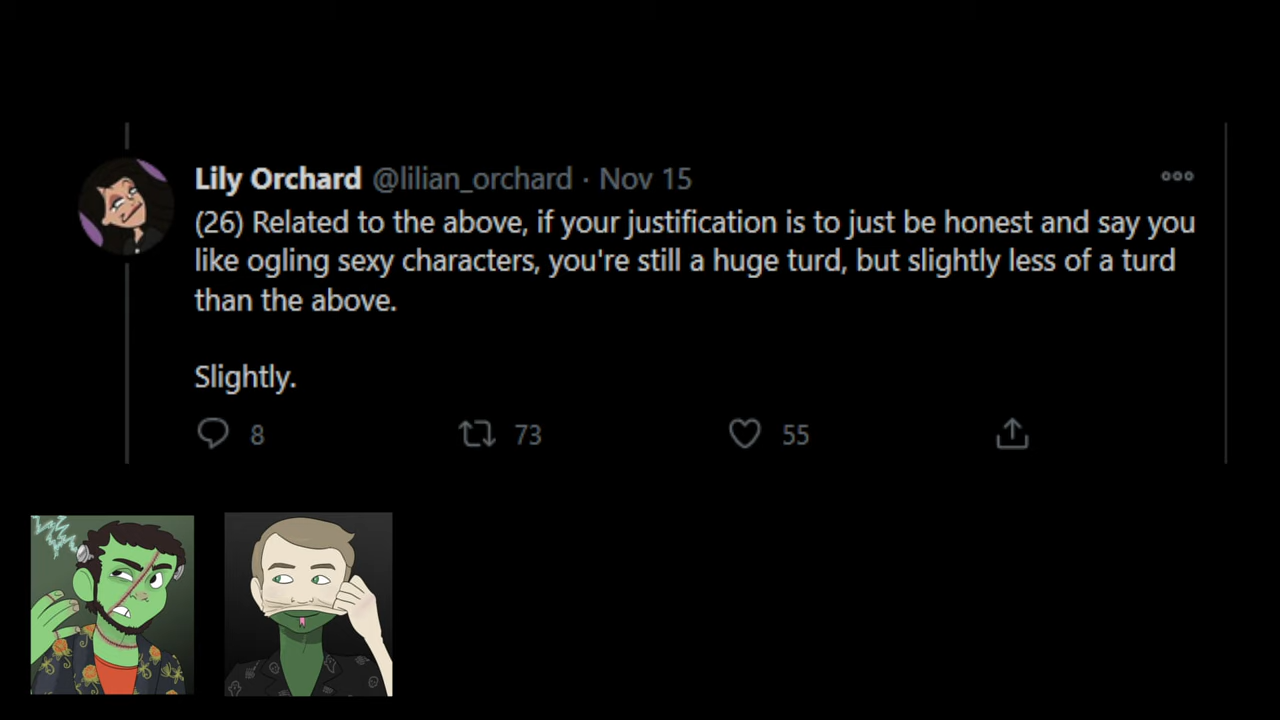 Lily Orchard @lilian_orchard · Nov 15
(26) Related to the above, if your justification is to just be honest and say you
like ogling sexy characters, you're still a huge turd, but slightly less of a turd
than the above.
Slightly.
8 73 55